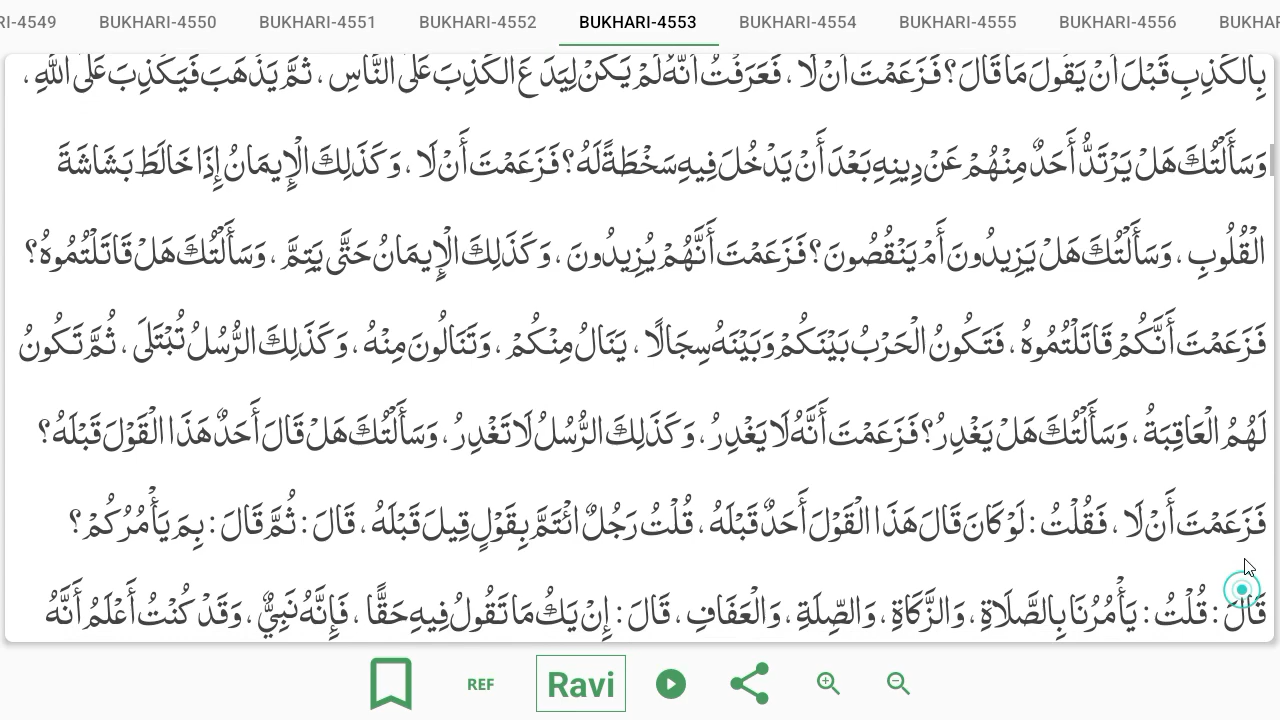 RI-4549 BUKHARI-4550 BUKHARI-4551 BUKHARI-4552 BUKHARI-4553 BUKHARI-4554 BUKHARI-4555 BUKHARI-4556 BUKHAR
بِالْكَذِبِ قَبْلَ أَنْ يَقُولَ مَا قَالَ؟ فَزَعَمْتَ أَنْ لَا ، فَعَرَفْتُ أَنَّهُ لَمْ يَكُنْ لِيَدَعَ الْكَذِبَ عَلَى النَّاسِ ، ثُمَّ يَذْهَبَ فَيَكْذِبَ عَلَى اللَّهِ ،
وَسَأَلْتُكَ هَلْ يَرْتَدُّ أَحَدٌ مِنْهُمْ عَنْ دِينِهِ بَعْدَ أَنْ يَدْخُلَ فِيهِ سَخْطَةً لَهُ؟ فَزَعَمْتَ أَنْ لَا ، وَكَذَلِكَ الْإِيمَانُ إِذَا خَالَطَ بَشَاشَةَ
الْقُلُوبِ ، وَسَأَلْتُكَ هَلْ يَزِيدُونَ أَمْ يَنْقُصُونَ؟ فَزَعَمْتَ أَنَّهُمْ يُزِيدُونَ ، وَكَذَلِكَ الْإِيمَانُ حَتَّى يَتِمَّ ، وَسَأَلْتُكَ هَلْ قَاتَلْتُمُوهُ؟
فَزَعَمْتَ أَنَّكُمْ قَاتَلْتُمُوهُ ، فَتَكُونُ الْحَرْبُ بَيْنَكُمْ وَبَيْنَهُ سِجَالًا ، يَنَالُ مِنْكُمْ ، وَتَنَالُونَ مِنْهُ ، وَكَذَلِكَ الرُّسُلُ تُبْتَلَى ، ثُمَّ تَكُونُ
لَهُمُ الْعَاقِبَةُ ، وَسَأَلْتُكَ هَلْ يَغْدِرُ؟ فَزَعَمْتَ أَنَّهُ لَا يَغْدِرُ ، وَكَذَلِكَ الرُّسُلُ لَا تَغْدِرُ ، وَسَأَلْتُكَ هَلْ قَالَ أَحَدٌ هَذَا الْقَوْلَ قَبْلَهُ؟
فَزَعَمْتَ أَنْ لَا ، فَقُلْتُ : لَوْ كَانَ قَالَ هَذَا الْقَوْلَ أَحَدٌ قَبْلَهُ ، قُلْتُ رَجُلٌ ائْتَمَّ بِقَوْلٍ قِيلَ قَبْلَهُ ، قَالَ : ثُمَّ قَالَ : بِمَ يَأْمُرُكُمْ؟
قَالَ : قُلْتُ : يَأْمُرُنَا بِالصَّلَاةِ ، وَالزَّكَاةِ ، وَالصِّلَةِ ، وَالْعَفَافِ ، قَالَ : إِنْ يَكُ مَا تَقُولُ فِيهِ حَقًّا ، فَإِنَّهُ نَبِيٌّ ، وَقَدْ كُنْتُ أَعْلَمُ أَنَّهُ
REF Ravi